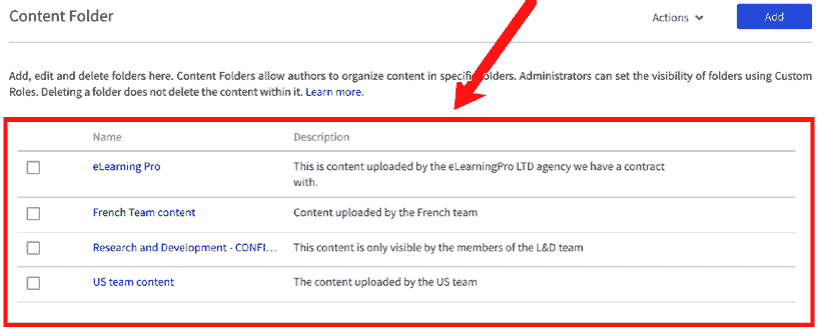 Content Folder
Actions
Add
Add, edit and delete folders here. Content Folders allow authors to organize content in specific folders. Administrators can set the visibility of folders using Custom
Roles. Deleting a folder does not delete the content within it. Learn more.
Name Description
eLearning Pro This is content uploaded by the eLearningPro LTD agency we have a contract
with.
French Team content Content uploaded by the French team
Research and Development - CONFI... This content is only visible by the members of the L&D team
US team content The content uploaded by the US team